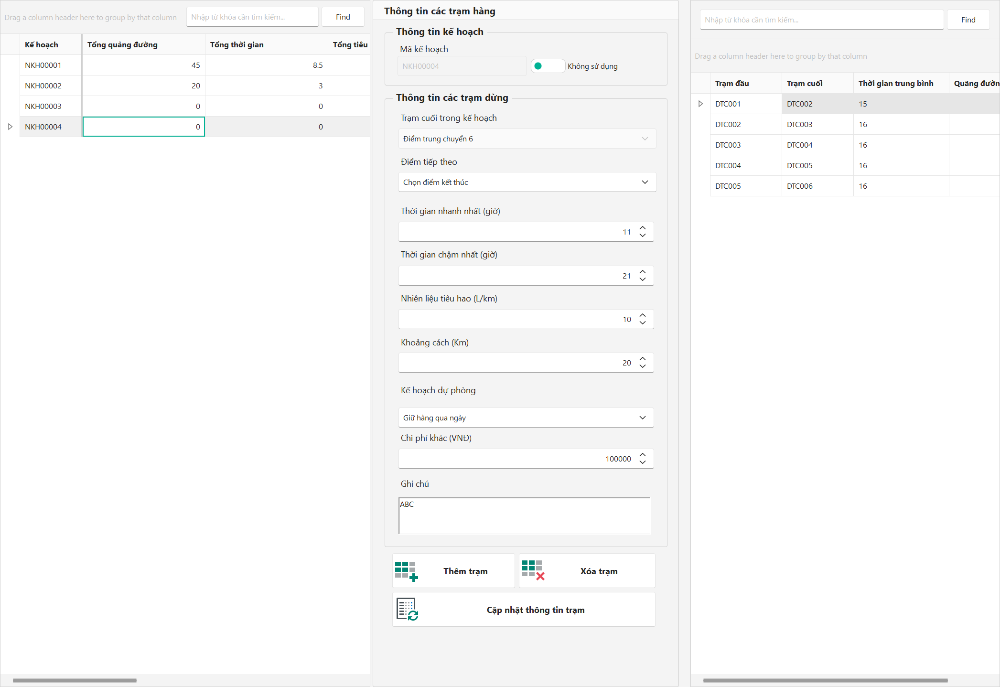 Drag a column header here to group by that column
Nhập từ khóa cần tìm kiếm...
Find
Kế hoạch Tổng quảng đường Tổng thời gian Tổng tiêu
NKH00001 45 8.5
NKH00002 20 3
NKH00003 0 0
NKH00004 0 0
Thông tin các trạm hàng
Thông tin kế hoạch
Mã kế hoạch
NKH00004 Không sử dụng
Thông tin các trạm dừng
Trạm cuối trong kế hoạch
Điểm trung chuyển 6
Điểm tiếp theo
Chọn điểm kết thúc
Thời gian nhanh nhất (giờ)
11
Thời gian chậm nhất (giờ)
21
Nhiên liệu tiêu hao (L/km)
10
Khoảng cách (Km)
20
Kế hoạch dự phòng
Giữ hàng qua ngày
Chi phí khác (VNĐ)
100000
Ghi chú
ABC
Thêm trạm
Xóa trạm
Cập nhật thông tin trạm
Nhập từ khóa cần tìm kiếm...
Find
Drag a column header here to group by that column
Trạm đầu Trạm cuối Thời gian trung bình Quãng đườn
DTC001 DTC002 15
DTC002 DTC003 16
DTC003 DTC004 16
DTC004 DTC005 16
DTC005 DTC006 16